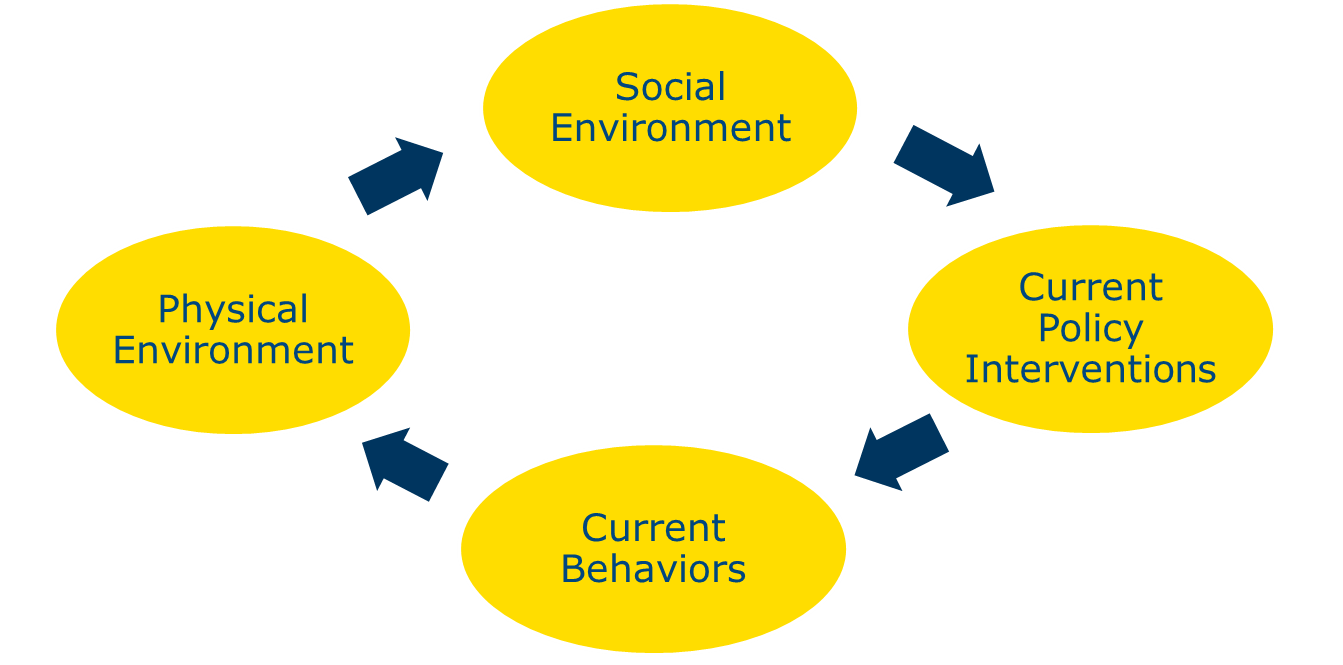 Social
Environment
Current
Policy
Interventions
Physical
Environment
Current
Behaviors